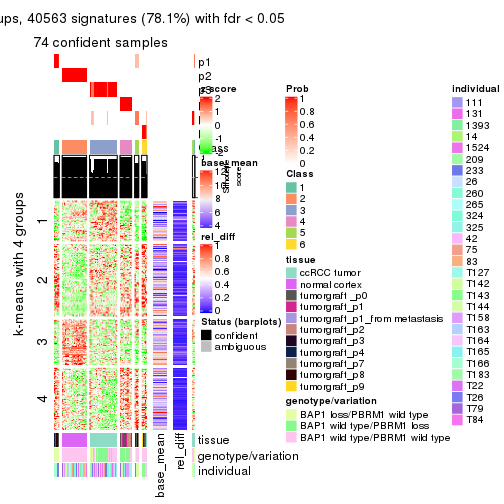 ups, 40563 signatures (78.1%) with fdr < 0.05
74 confident samples
p1
p2
k-means with 4 groups
1
2
3
4
base_mean
rel_diff
tissue
genotype/variation
individual
2
1
0
-1
-2
base_mean
12
10
8
6
4
rel_diff
1
0.8
0.6
0.4
0.2
0
Status (barplots)
confident
ambiguous
Prob
1
0.8
0.6
0.4
0.2
0
Class
1
2
3
4
5
6
tissue
ccRCC tumor
normal cortex
tumorgraft_p0
tumorgraft_p1
tumorgraft_p1_from metastasis
tumorgraft_p2
tumorgraft_p3
tumorgraft_p4
tumorgraft_p7
tumorgraft_p8
tumorgraft_p9
genotype/variation
BAP1 loss/PBRM1 wild type
BAP1 wild type/PBRM1 loss
BAP1 wild type/PBRM1 wild type
individual
111
131
1393
14
1524
209
233
26
260
265
324
325
42
75
83
T127
T142
T143
T144
T158
T163
T164
T165
T166
T183
T22
T26
T79
T84